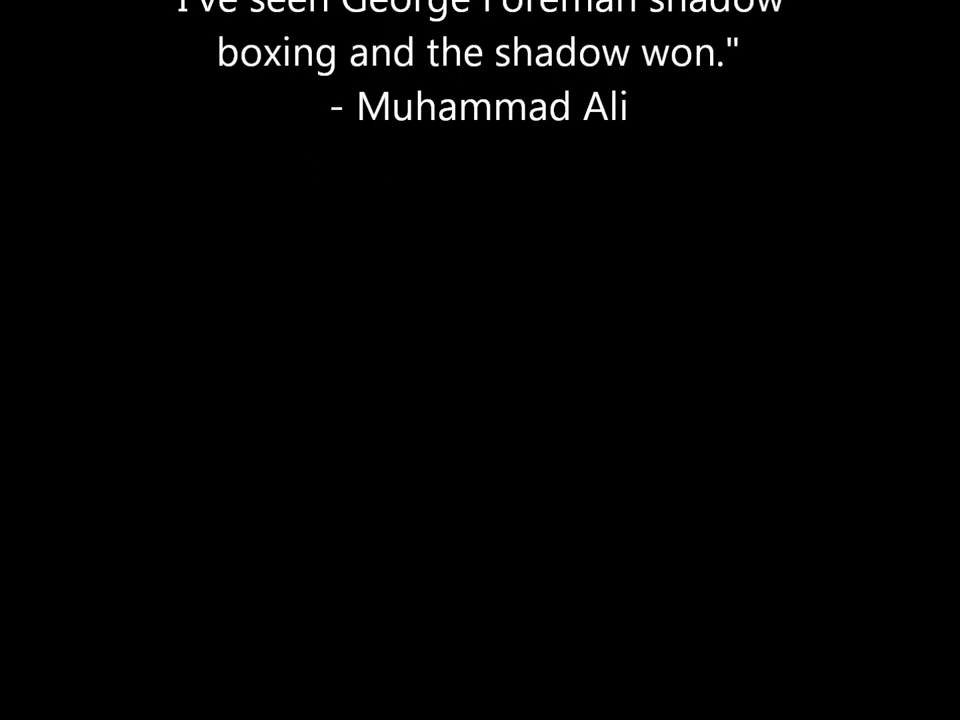 I've seen George Foreman shadow
boxing and the shadow won."
- Muhammad Ali